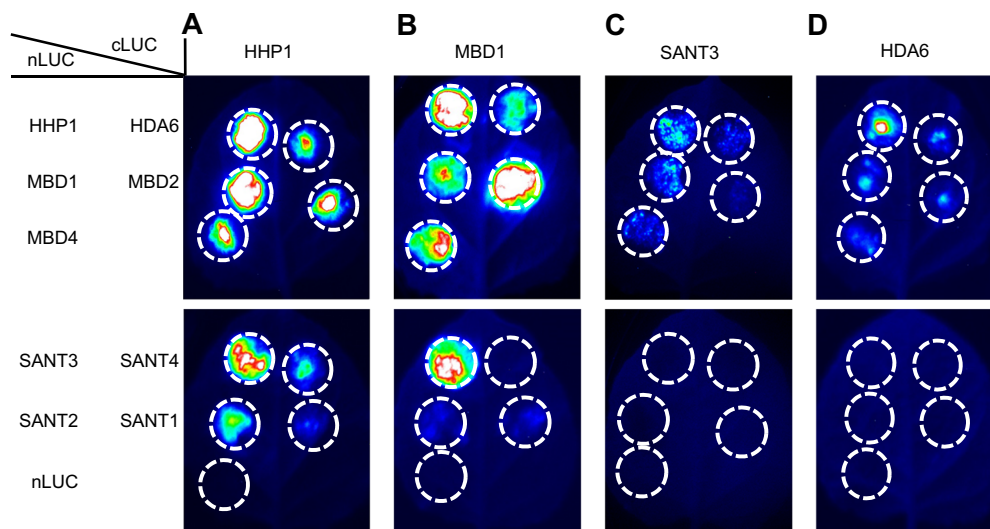 A B C D
cLUC
nLUC
HHP1 MBD1 SANT3 HDA6
HHP1 HDA6
MBD1 MBD2
MBD4
SANT3 SANT4
SANT2 SANT1
nLUC